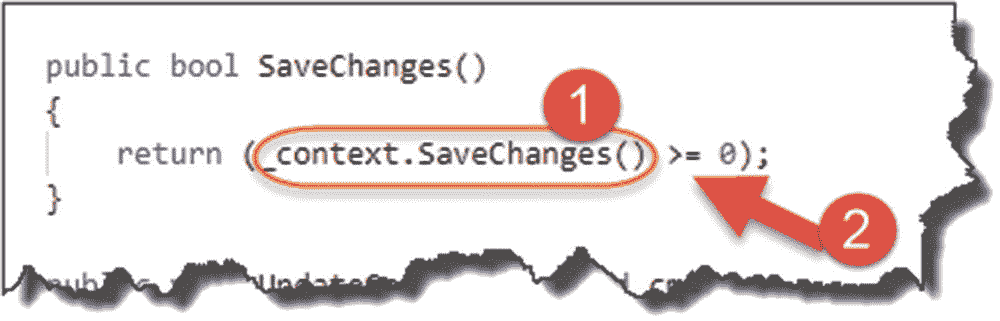 public bool SaveChanges()
{
1
return (_context.SaveChanges() >= 0);
}
2